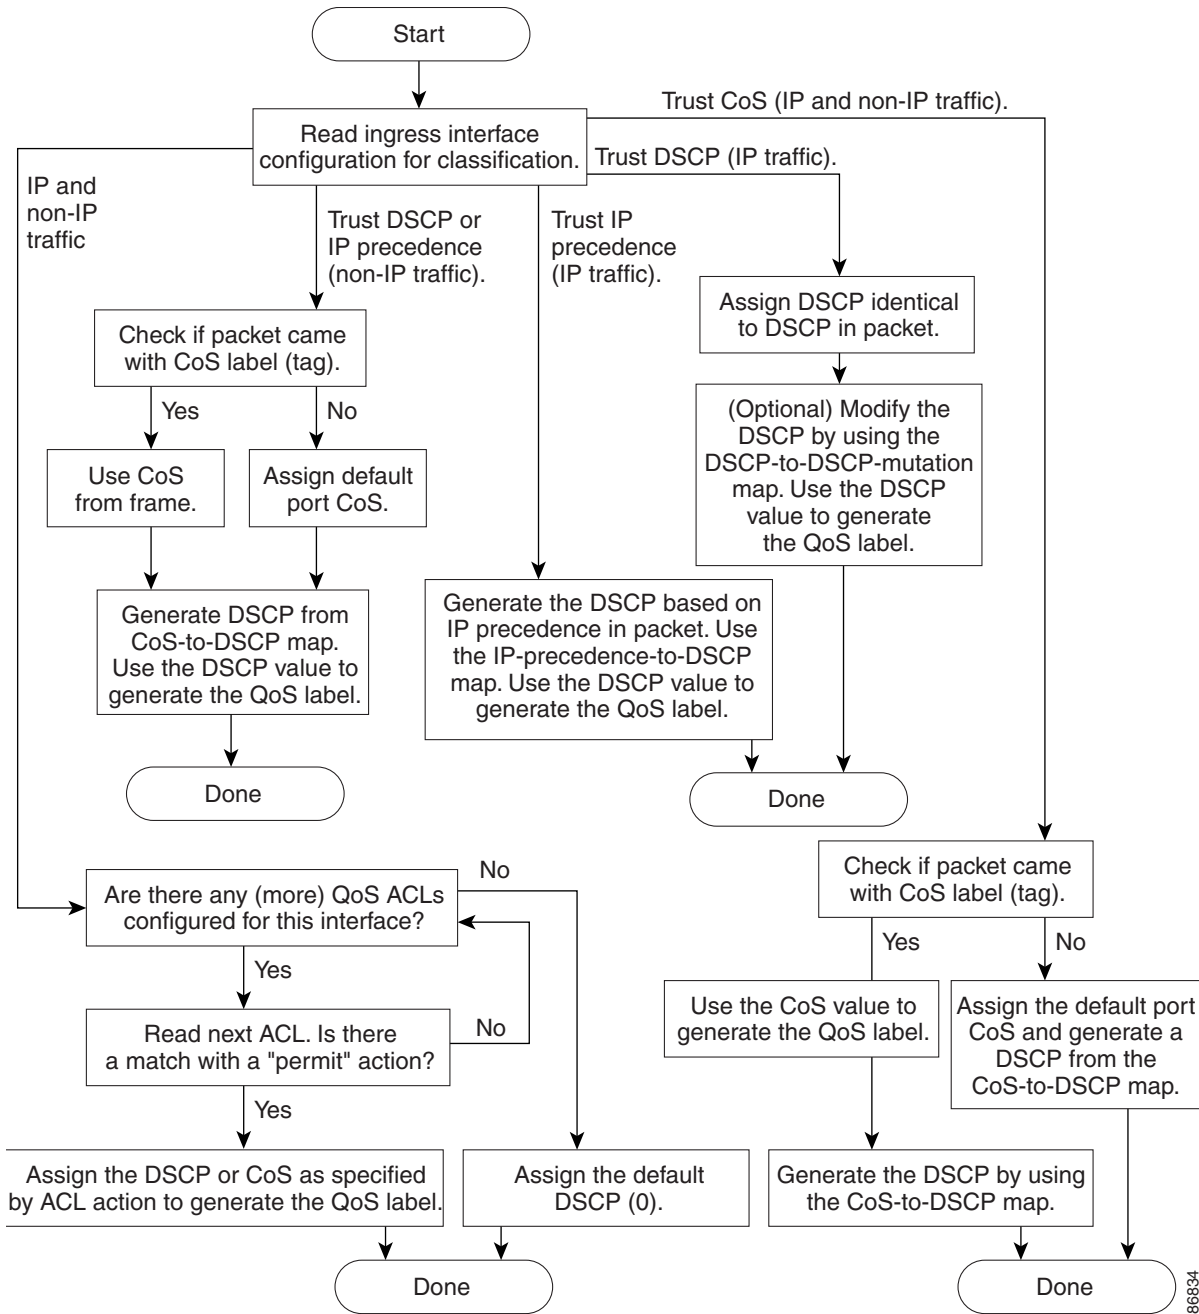 Start
Trust CoS (IP and non-IP traffic).
Read ingress interface
configuration for classification.
Trust DSCP (IP traffic).
IP and
non-IP
traffic
Trust DSCP or
IP precedence
(non-IP traffic).
Trust IP
precedence
(IP traffic).
Assign DSCP identical
to DSCP in packet.
Check if packet came
with CoS label (tag).
Yes
No
(Optional) Modify the
DSCP by using the
DSCP-to-DSCP-mutation
map. Use the DSCP
value to generate
the QoS label.
Use CoS
from frame.
Assign default
port CoS.
Generate DSCP from
CoS-to-DSCP map.
Use the DSCP value to
generate the QoS label.
Generate the DSCP based on
IP precedence in packet. Use
the IP-precedence-to-DSCP
map. Use the DSCP value to
generate the QoS label.
Done
Done
Check if packet came
with CoS label (tag).
Are there any (more) QoS ACLs
configured for this interface?
No
Yes
Yes
No
Read next ACL. Is there
a match with a "permit" action?
No
Yes
Use the CoS value to
generate the QoS label.
Assign the default port
CoS and generate a
DSCP from the
CoS-to-DSCP map.
Assign the DSCP or CoS as specified
by ACL action to generate the QoS label.
Assign the default
DSCP (0).
Generate the DSCP by using
the CoS-to-DSCP map.
Done
Done
86834